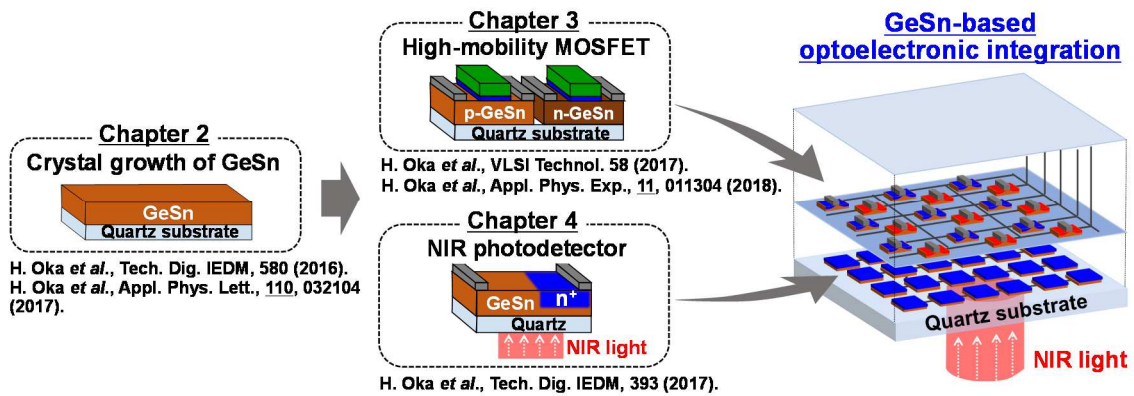 Chapter 2
Crystal growth of GeSn
GeSn
Quartz substrate
H. Oka et al., Tech. Dig. IEDM, 580 (2016).
H. Oka et al., Appl. Phys. Lett., 110, 032104
(2017).
Chapter 3
High-mobility MOSFET
p-GeSn
n-GeSn
Quartz substrate
H. Oka et al., VLSI Technol. 58 (2017).
H. Oka et al., Appl. Phys. Exp., 11, 011304 (2018).
Chapter 4
NIR photodetector
GeSn
n+
Quartz
NIR light
H. Oka et al., Tech. Dig. IEDM, 393 (2017).
GeSn-based
optoelectronic integration
Quartz substrate
NIR light